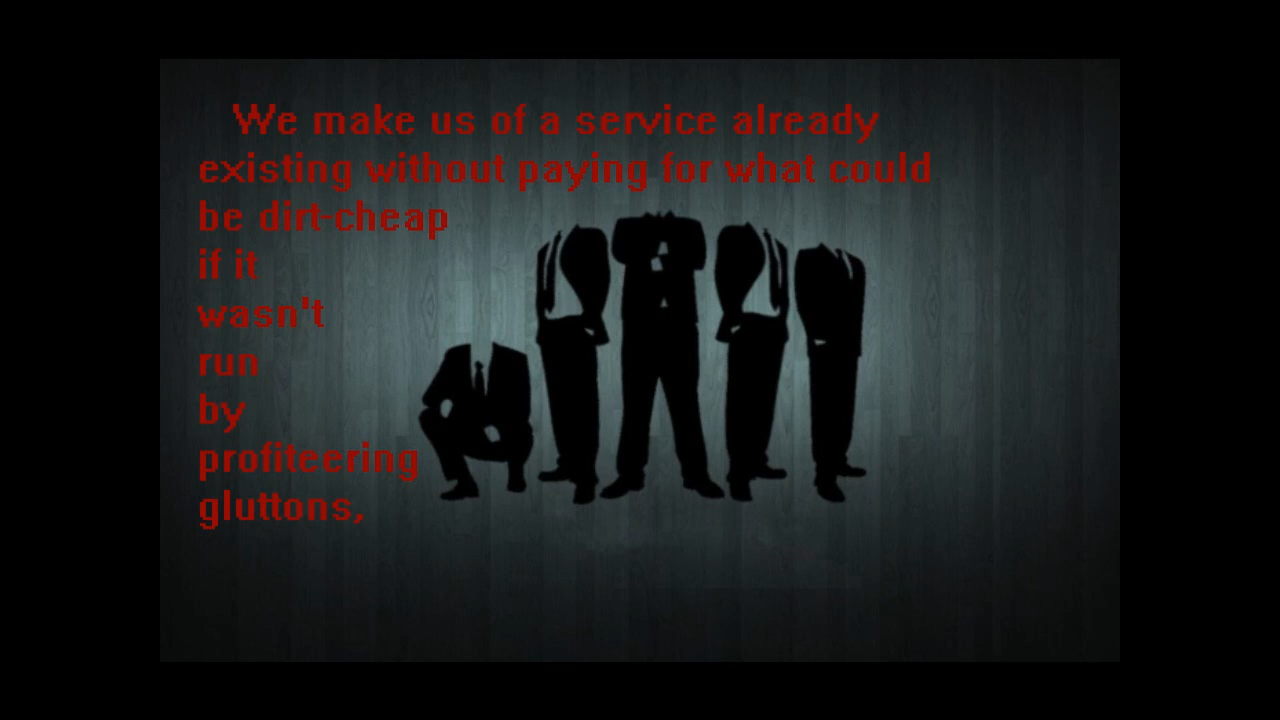 We make us of a service already
existing without paying for what could
be dirt-cheap
if it
wasn't
run
by
profiteering
gluttons,